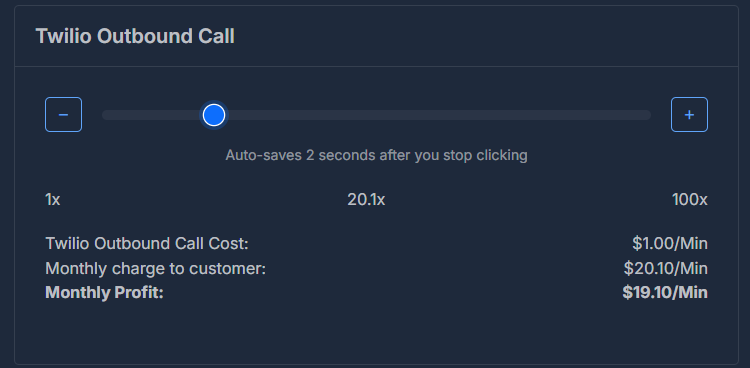 Twilio Outbound Call
− +
Auto-saves 2 seconds after you stop clicking
1x 20.1x 100x
Twilio Outbound Call Cost: $1.00/Min
Monthly charge to customer: $20.10/Min
Monthly Profit: $19.10/Min